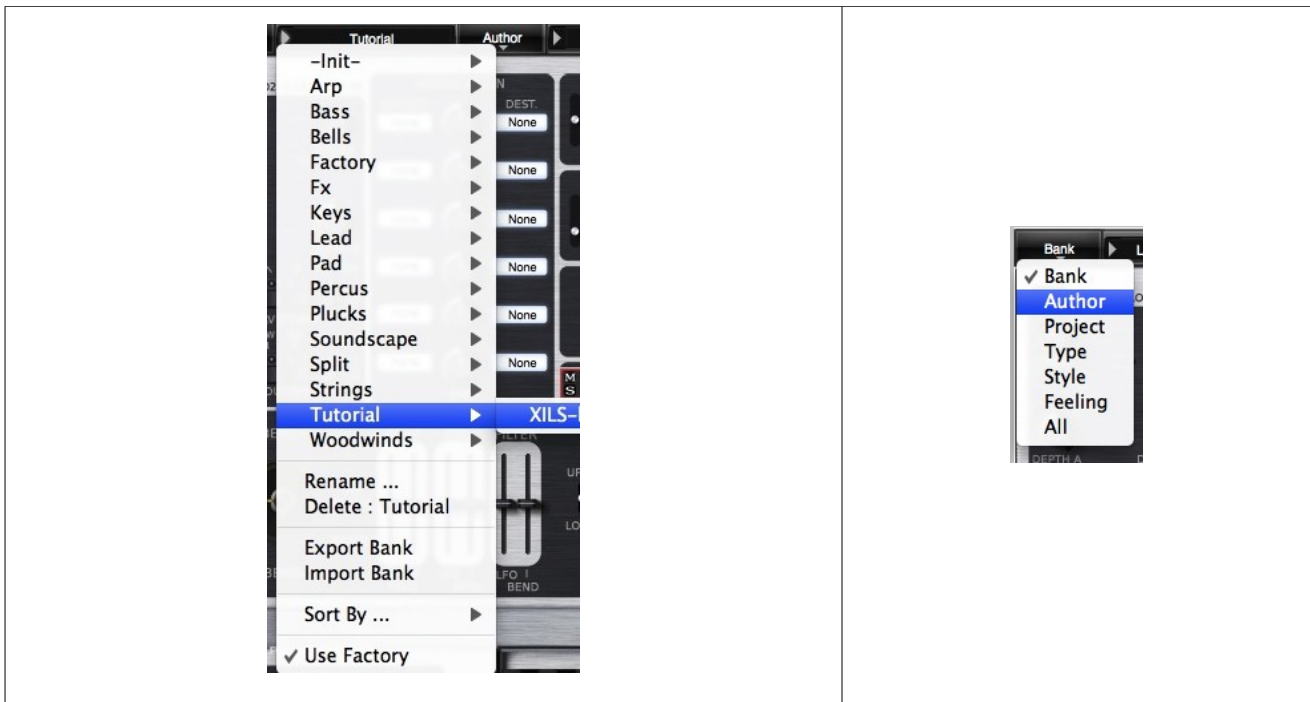 Tutorial Author
-Init-
Arp
DEST.
Bass
None
Bells
Factory
None
Fx
Keys
None
Lead
Pad
None
Percus
Plucks
None
Soundscape
Split
None
M
Strings
S
Tutorial
Woodwinds
Rename ...
Delete : Tutorial
Export Bank
Import Bank
LFO
BEND
Sort By ...
Use Factory
Bank
Bank
Author
Project
Type
Style
Feeling
All
DEPTH A